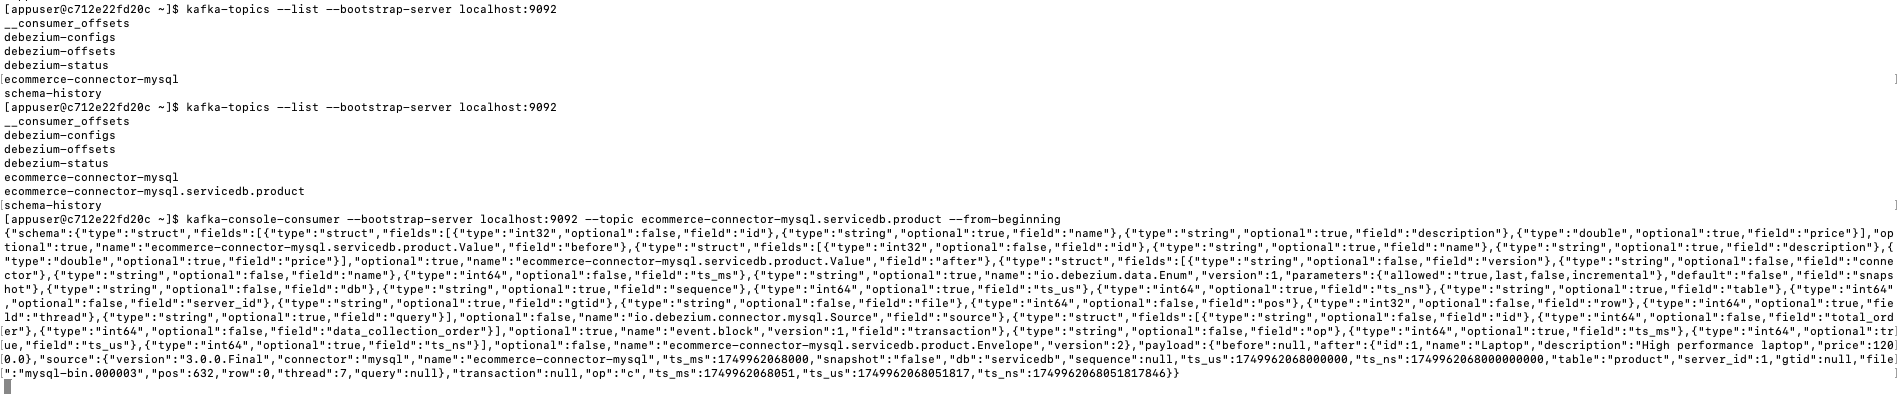 [appuser@c712e22fd20c ~]$ kafka-topics --list --bootstrap-server localhost:9092
__consumer_offsets
debezium-configs
debezium-offsets
debezium-status
[ecommerce-connector-mysql ]
schema-history
[appuser@c712e22fd20c ~]$ kafka-topics --list --bootstrap-server localhost:9092
__consumer_offsets
debezium-configs
debezium-offsets
debezium-status
ecommerce-connector-mysql
ecommerce-connector-mysql.servicedb.product
[schema-history ]
[appuser@c712e22fd20c ~]$ kafka-console-consumer --bootstrap-server localhost:9092 --topic ecommerce-connector-mysql.servicedb.product --from-beginning
{"schema":{"type":"struct","fields":[{"type":"struct","fields":[{"type":"int32","optional":false,"field":"id"},{"type":"string","optional":true,"field":"name"},{"type":"string","optional":true,"field":"description"},{"type":"double","optional":true,"field":"price"}],"op
tional":true,"name":"ecommerce-connector-mysql.servicedb.product.Value","field":"before"},{"type":"struct","fields":[{"type":"int32","optional":false,"field":"id"},{"type":"string","optional":true,"field":"name"},{"type":"string","optional":true,"field":"description"},{
"type":"double","optional":true,"field":"price"}],"optional":true,"name":"ecommerce-connector-mysql.servicedb.product.Value","field":"after"},{"type":"struct","fields":[{"type":"string","optional":false,"field":"version"},{"type":"string","optional":false,"field":"conne
ctor"},{"type":"string","optional":false,"field":"name"},{"type":"int64","optional":false,"field":"ts_ms"},{"type":"string","optional":true,"name":"io.debezium.data.Enum","version":1,"parameters":{"allowed":"true,last,false,incremental"},"default":"false","field":"snaps
hot"},{"type":"string","optional":false,"field":"db"},{"type":"string","optional":true,"field":"sequence"},{"type":"int64","optional":true,"field":"ts_us"},{"type":"int64","optional":true,"field":"ts_ns"},{"type":"string","optional":true,"field":"table"},{"type":"int64"
,"optional":false,"field":"server_id"},{"type":"string","optional":true,"field":"gtid"},{"type":"string","optional":false,"field":"file"},{"type":"int64","optional":false,"field":"pos"},{"type":"int32","optional":false,"field":"row"},{"type":"int64","optional":true,"fie
ld":"thread"},{"type":"string","optional":true,"field":"query"}],"optional":false,"name":"io.debezium.connector.mysql.Source","field":"source"},{"type":"struct","fields":[{"type":"string","optional":false,"field":"id"},{"type":"int64","optional":false,"field":"total_ord
[er"},{"type":"int64","optional":false,"field":"data_collection_order"}],"optional":true,"name":"event.block","version":1,"field":"transaction"},{"type":"string","optional":false,"field":"op"},{"type":"int64","optional":true,"field":"ts_ms"},{"type":"int64","optional":tr]
[ue,"field":"ts_us"},{"type":"int64","optional":true,"field":"ts_ns"}],"optional":false,"name":"ecommerce-connector-mysql.servicedb.product.Envelope","version":2},"payload":{"before":null,"after":{"id":1,"name":"Laptop","description":"High performance laptop","price":120]
[0.0},"source":{"version":"3.0.0.Final","connector":"mysql","name":"ecommerce-connector-mysql","ts_ms":1749962068000,"snapshot":"false","db":"servicedb","sequence":null,"ts_us":1749962068000000,"ts_ns":1749962068000000000,"table":"product","server_id":1,"gtid":null,"file]
[":"mysql-bin.000003","pos":632,"row":0,"thread":7,"query":null},"transaction":null,"op":"c","ts_ms":1749962068051,"ts_us":1749962068051817,"ts_ns":1749962068051817846}} ]